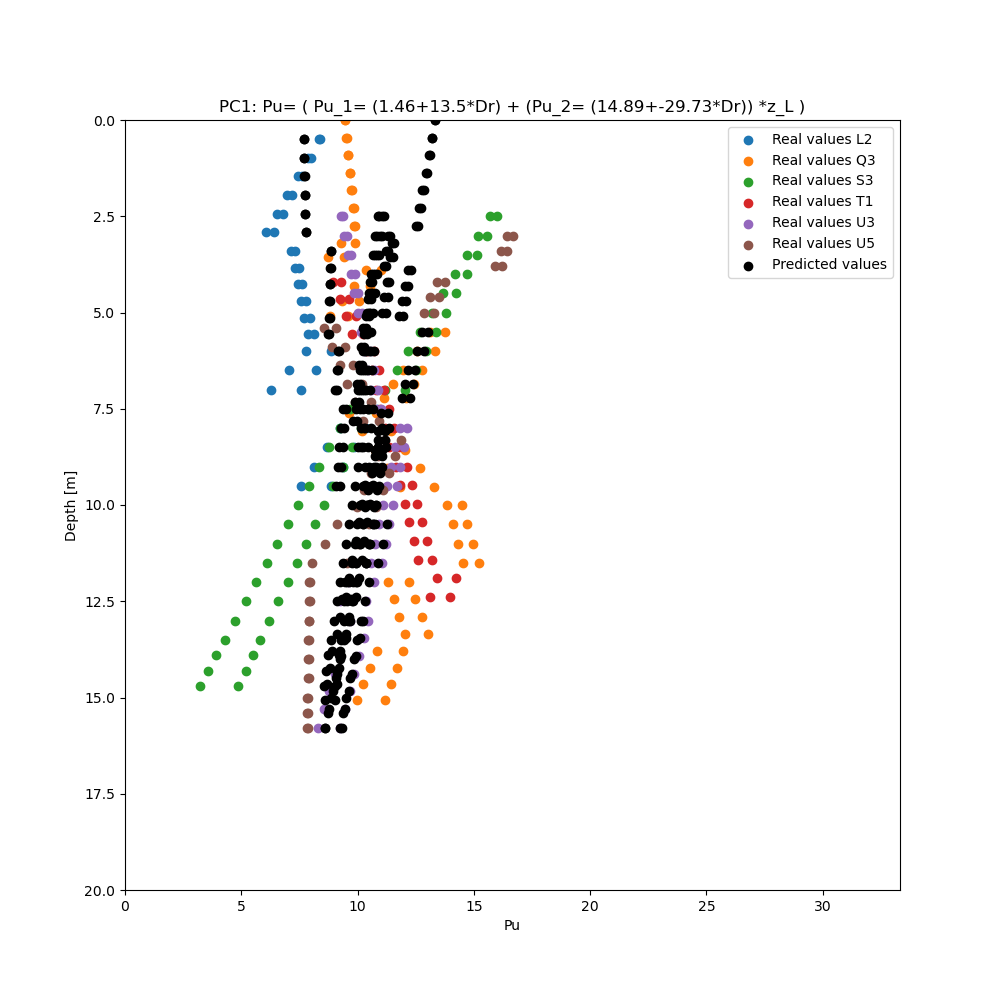 PC1: Pu= ( Pu_1= (1.46+13.5*Dr) + (Pu_2= (14.89+-29.73*Dr)) *z_L )
Real values L2
Real values Q3
Real values S3
Real values T1
Real values U3
Real values U5
Predicted values
0.0
2.5
5.0
7.5
10.0
12.5
15.0
17.5
20.0
Depth [m]
0 5 10 15 20 25 30
Pu